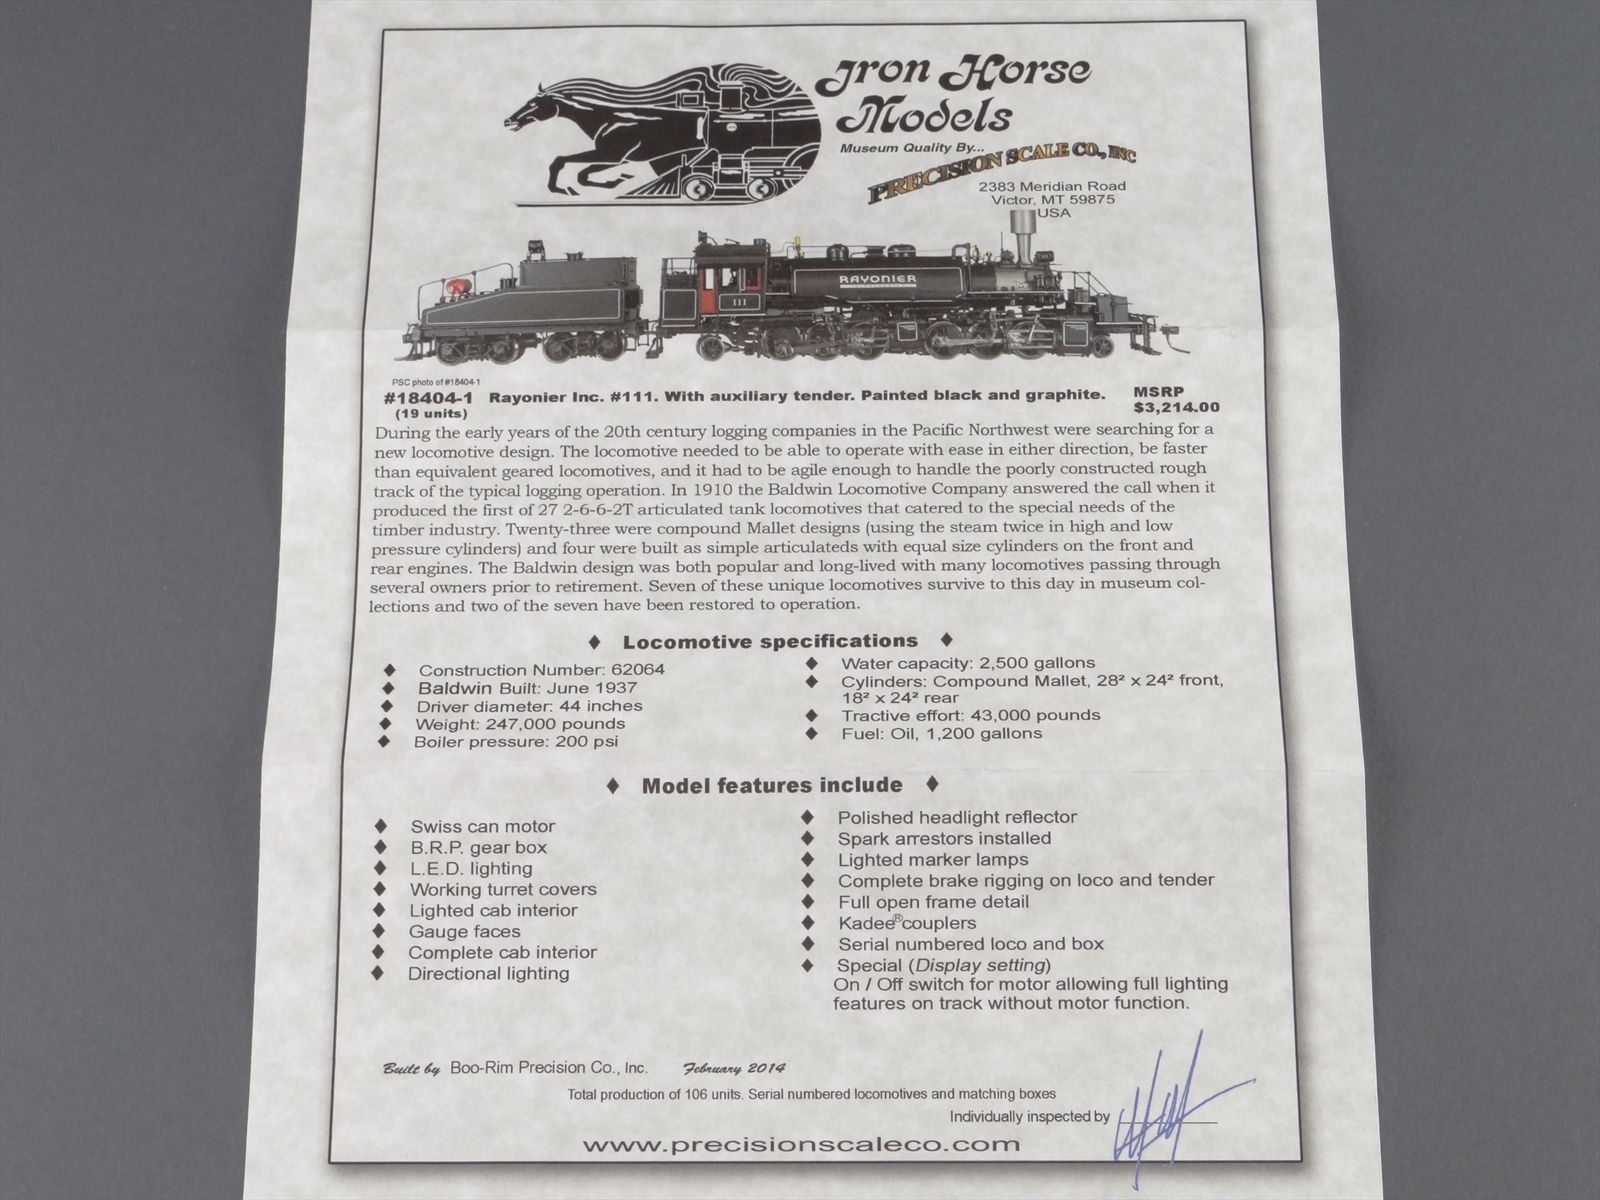 Iron Horse
Models
Museum Quality By...
PRECISION SCALE CO., INC
2383 Meridian Road
Victor, MT 59875
USA
RAYONIER
111
PSC photo of #18404-1
#18404-1 Rayonier Inc. #111. With auxiliary tender. Painted black and graphite. MSRP
(19 units) $3,214.00
During the early years of the 20th century logging companies in the Pacific Northwest were searching for a
new locomotive design. The locomotive needed to be able to operate with ease in either direction, be faster
than equivalent geared locomotives, and it had to be agile enough to handle the poorly constructed rough
track of the typical logging operation. In 1910 the Baldwin Locomotive Company answered the call when it
produced the first of 27 2-6-6-2T articulated tank locomotives that catered to the special needs of the
timber industry. Twenty-three were compound Mallet designs (using the steam twice in high and low
pressure cylinders) and four were built as simple articulateds with equal size cylinders on the front and
rear engines. The Baldwin design was both popular and long-lived with many locomotives passing through
several owners prior to retirement. Seven of these unique locomotives survive to this day in museum col-
lections and two of the seven have been restored to operation.
♦ Locomotive specifications ♦
♦ Construction Number: 62064
♦ Baldwin Built: June 1937
♦ Driver diameter: 44 inches
♦ Weight: 247,000 pounds
♦ Boiler pressure: 200 psi
♦ Water capacity: 2,500 gallons
♦ Cylinders: Compound Mallet, 28² x 24² front,
18² x 24² rear
♦ Tractive effort: 43,000 pounds
♦ Fuel: Oil, 1,200 gallons
♦ Model features include ♦
♦ Swiss can motor
♦ B.R.P. gear box
♦ L.E.D. lighting
♦ Working turret covers
♦ Lighted cab interior
♦ Gauge faces
♦ Complete cab interior
♦ Directional lighting
♦ Polished headlight reflector
♦ Spark arrestors installed
♦ Lighted marker lamps
♦ Complete brake rigging on loco and tender
♦ Full open frame detail
♦ Kadee® couplers
♦ Serial numbered loco and box
♦ Special (Display setting)
On / Off switch for motor allowing full lighting
features on track without motor function.
Built by Boo-Rim Precision Co., Inc. February 2014
Total production of 106 units. Serial numbered locomotives and matching boxes
Individually inspected by
www.precisionscaleco.com